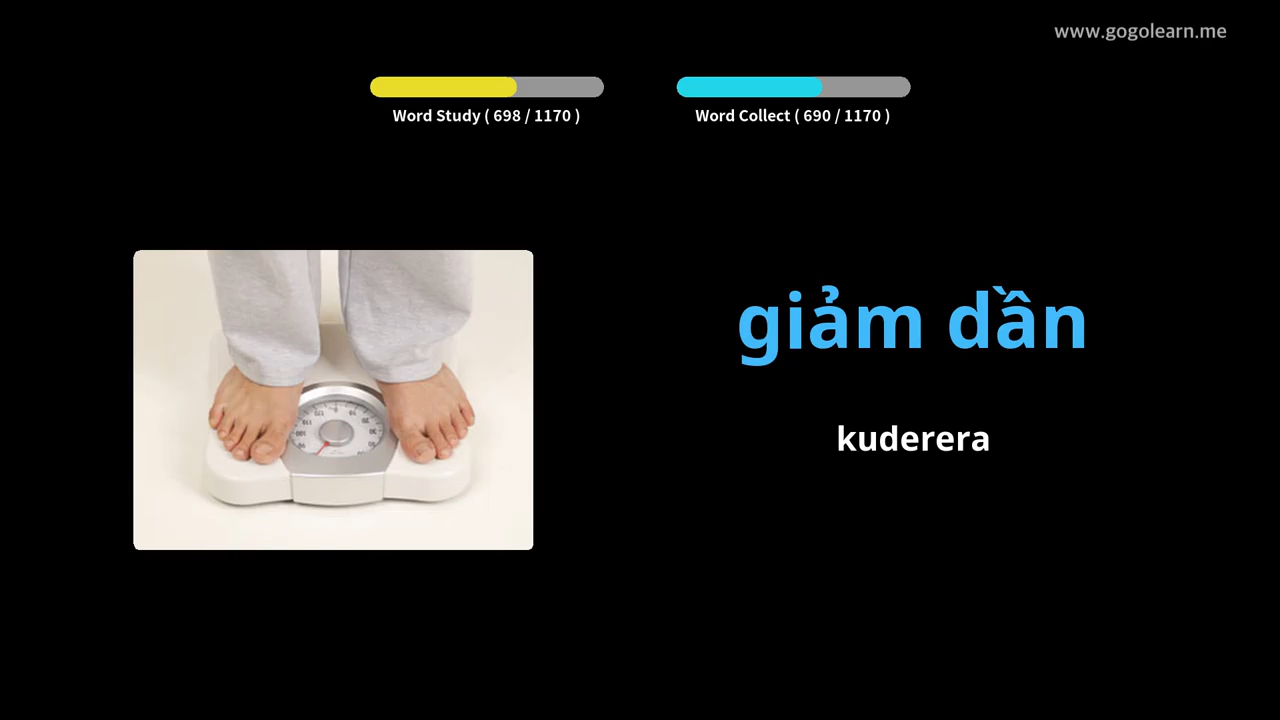 www.gogolearn.me
Word Study ( 698 / 1170 )
Word Collect ( 690 / 1170 )
giảm dần
kuderera